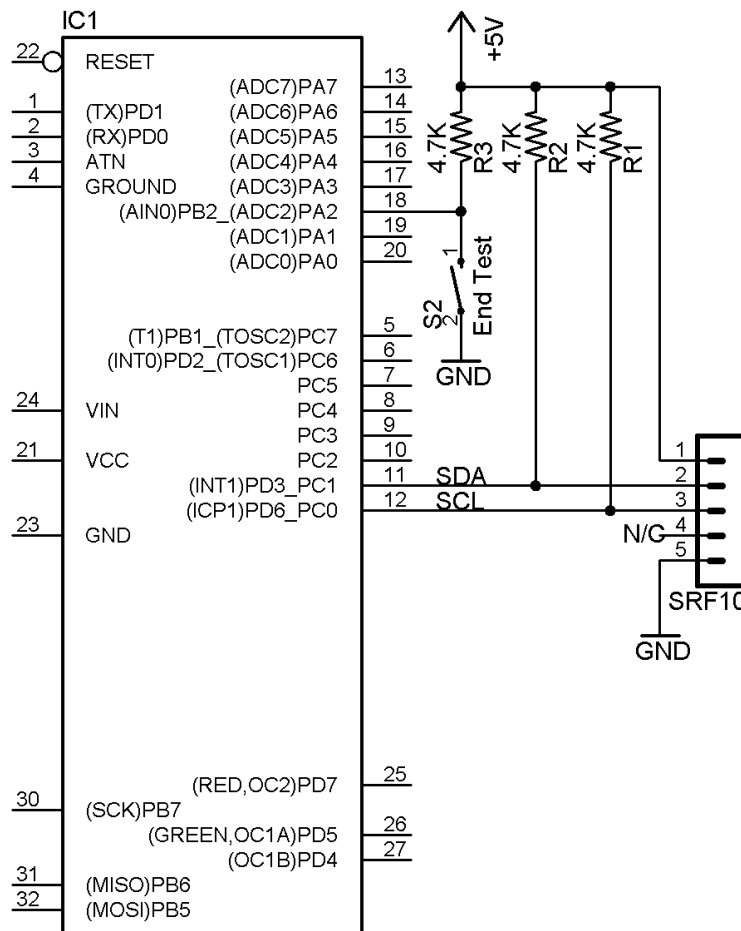 IC1
+5V
22 RESET
(ADC7)PA7 13
1 (TX)PD1
(ADC6)PA6 14
2 (RX)PD0
(ADC5)PA5 15
3 ATN
(ADC4)PA4 16
4 GROUND
(ADC3)PA3 17
(AIN0)PB2_(ADC2)PA2 18
(ADC1)PA1 19
(ADC0)PA0 20
4.7K R3
4.7K R2
4.7K R1
1
S2
2
End Test
GND
(T1)PB1_(TOSC2)PC7 5
(INT0)PD2_(TOSC1)PC6 6
PC5 7
24 VIN
PC4 8
PC3 9
21 VCC
PC2 10
(INT1)PD3_PC1 11 SDA
(ICP1)PD6_PC0 12 SCL
23 GND
1
2
3
N/C 4
5
SRF10
GND
(RED,OC2)PD7 25
30 (SCK)PB7
(GREEN,OC1A)PD5 26
(OC1B)PD4 27
31 (MISO)PB6
32 (MOSI)PB5